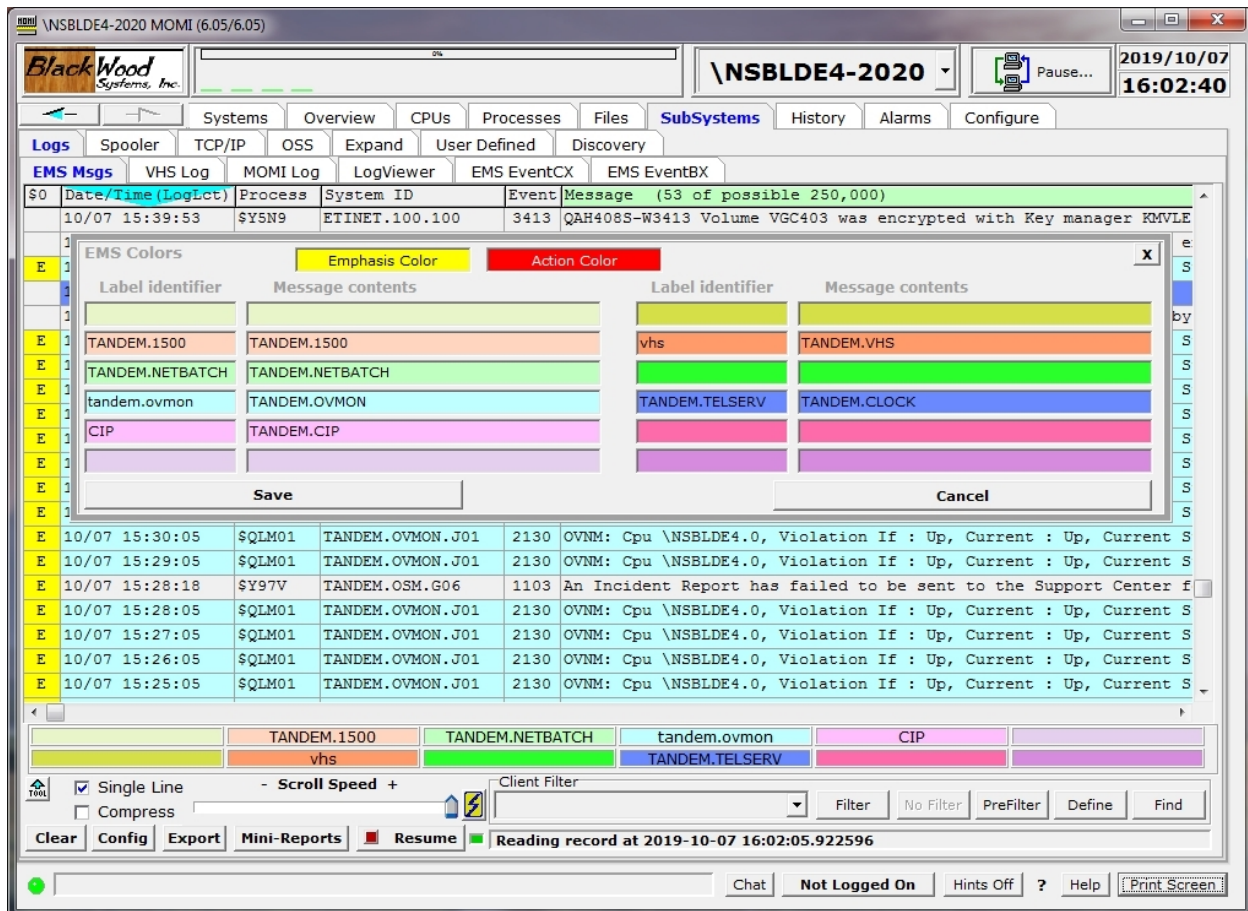 \NSBLDE4-2020 MOMI (6.05/6.05)
BlackWood Systems, Inc.
0%
\NSBLDE4-2020
Pause...
2019/10/07
16:02:40
Systems Overview CPUs Processes Files SubSystems History Alarms Configure
Logs Spooler TCP/IP OSS Expand User Defined Discovery
EMS Msgs VHS Log MOMI Log LogViewer EMS EventCX EMS EventBX
$0 Date/Time(LogLct) Process System ID Event Message (53 of possible 250,000)
10/07 15:39:53 $Y5N9 ETINET.100.100 3413 QAH408S-W3413 Volume VGC403 was encrypted with Key manager KMVLE
EMS Colors Emphasis Color Action Color x
Label identifier Message contents Label identifier Message contents
TANDEM.1500 TANDEM.1500 vhs TANDEM.VHS
TANDEM.NETBATCH TANDEM.NETBATCH
tandem.ovmon TANDEM.OVMON TANDEM.TELSERV TANDEM.CLOCK
CIP TANDEM.CIP
Save Cancel
E 10/07 15:30:05 $QLM01 TANDEM.OVMON.J01 2130 OVNM: Cpu \NSBLDE4.0, Violation If : Up, Current : Up, Current S
E 10/07 15:29:05 $QLM01 TANDEM.OVMON.J01 2130 OVNM: Cpu \NSBLDE4.0, Violation If : Up, Current : Up, Current S
E 10/07 15:28:18 $Y97V TANDEM.OSM.G06 1103 An Incident Report has failed to be sent to the Support Center f
E 10/07 15:28:05 $QLM01 TANDEM.OVMON.J01 2130 OVNM: Cpu \NSBLDE4.0, Violation If : Up, Current : Up, Current S
E 10/07 15:27:05 $QLM01 TANDEM.OVMON.J01 2130 OVNM: Cpu \NSBLDE4.0, Violation If : Up, Current : Up, Current S
E 10/07 15:26:05 $QLM01 TANDEM.OVMON.J01 2130 OVNM: Cpu \NSBLDE4.0, Violation If : Up, Current : Up, Current S
E 10/07 15:25:05 $QLM01 TANDEM.OVMON.J01 2130 OVNM: Cpu \NSBLDE4.0, Violation If : Up, Current : Up, Current S
TANDEM.1500 TANDEM.NETBATCH tandem.ovmon CIP
vhs TANDEM.TELSERV
TOOL Single Line - Scroll Speed + Client Filter
Compress Filter No Filter PreFilter Define Find
Clear Config Export Mini-Reports Resume Reading record at 2019-10-07 16:02:05.922596
Chat Not Logged On Hints Off ? Help Print Screen